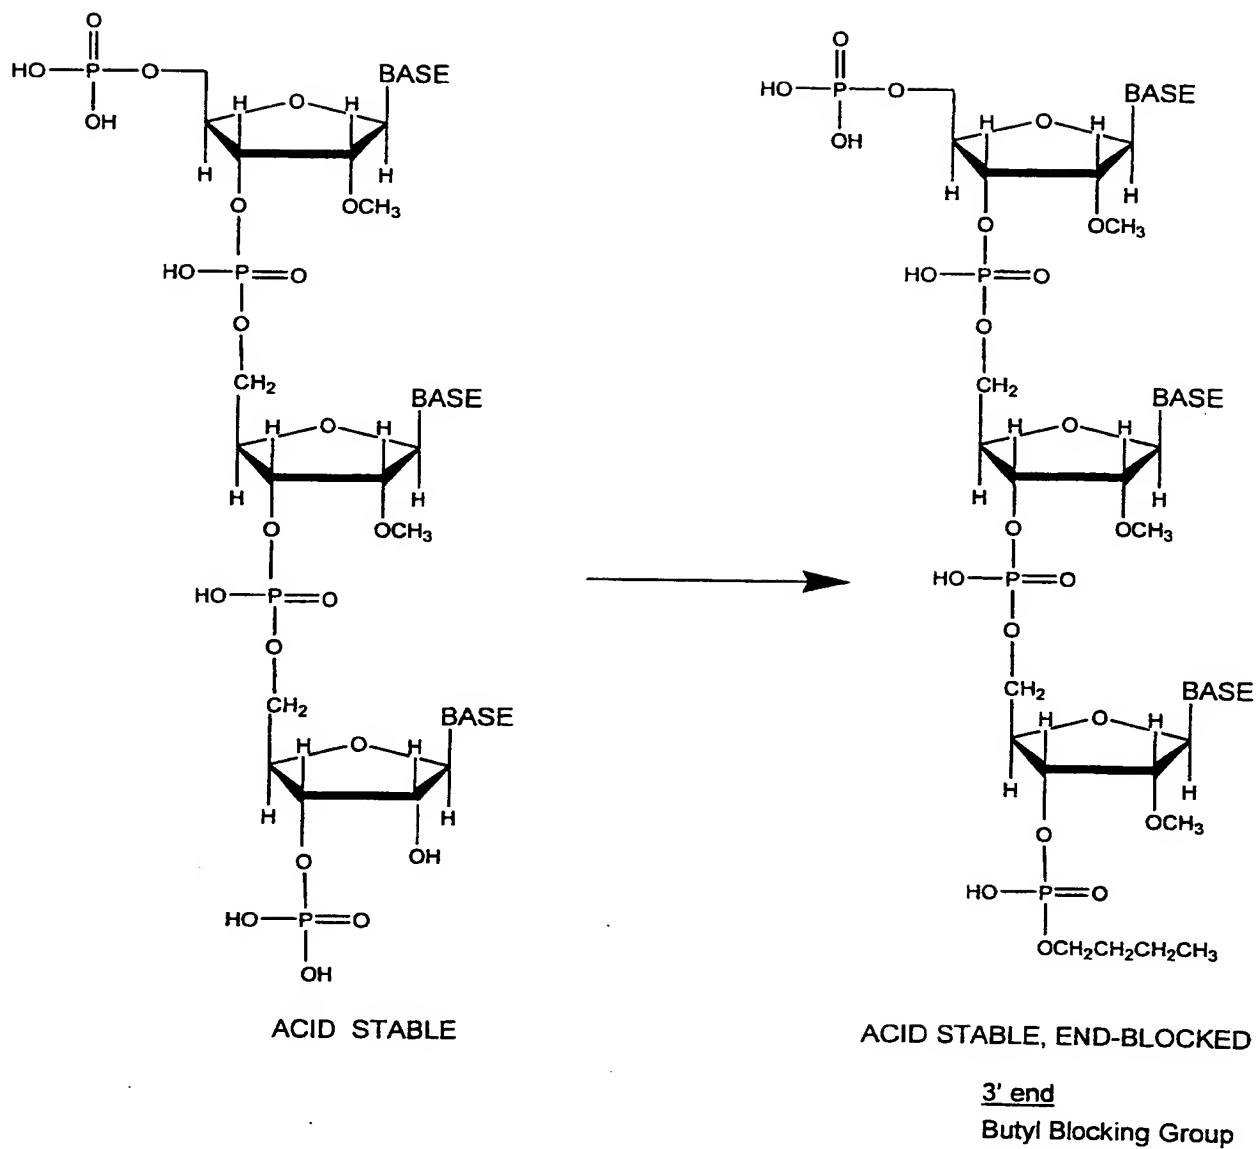 O
HO P O BASE
OH
H O H
H H
O OCH₃
HO P O
O
CH₂
BASE
H O H
H H
O OCH₃
HO P O
O
CH₂
BASE
H O H
H H
O OH
HO P O
OH
ACID STABLE
O
HO P O BASE
OH
H O H
H H
O OCH₃
HO P O
O
CH₂
BASE
H O H
H H
O OCH₃
HO P O
O
CH₂
BASE
H O H
H H
O OCH₃
HO P O
OCH₂CH₂CH₂CH₃
ACID STABLE, END-BLOCKED
3' end
Butyl Blocking Group